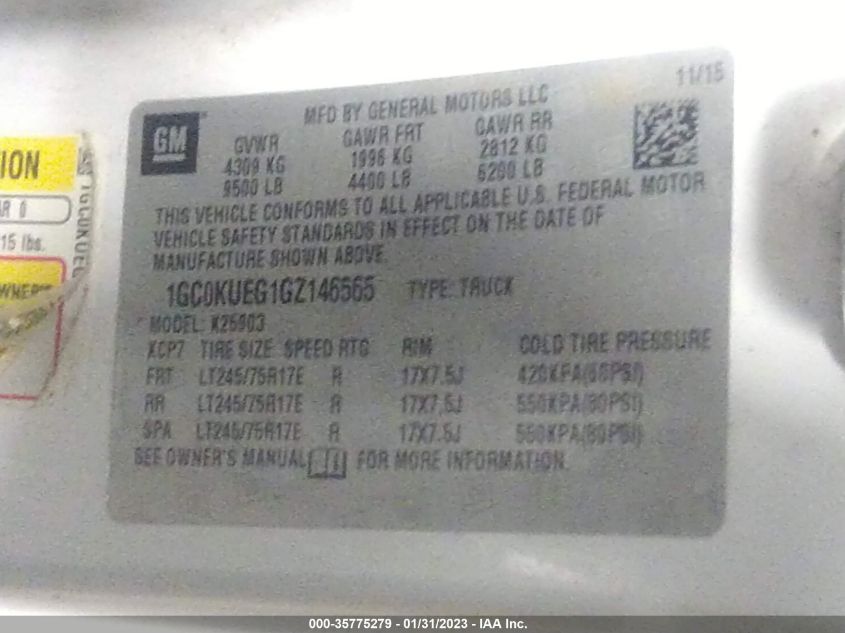 11/15
GM
MFD BY GENERAL MOTORS LLC
GVWR GAWR FRT GAWR RR
4309 KG 1996 KG 2812 KG
9500 LB 4400 LB 6200 LB
THIS VEHICLE CONFORMS TO ALL APPLICABLE U.S. FEDERAL MOTOR
VEHICLE SAFETY STANDARDS IN EFFECT ON THE DATE OF
MANUFACTURE SHOWN ABOVE.
1GC0KUEG1GZ146565 TYPE: TRUCK
MODEL: K25903
XCP7 TIRE SIZE SPEED RTG RIM COLD TIRE PRESSURE
FRT LT245/75R17E R 17X7.5J 420KPA(60PSI)
RR LT245/75R17E R 17X7.5J 550KPA(80PSI)
SPA LT245/75R17E R 17X7.5J 550KPA(80PSI)
SEE OWNER'S MANUAL FOR MORE INFORMATION.
TION
AR 0
15 lbs.
OWNER'S
1GC0KUEG
000-35775279 - 01/31/2023 - IAA Inc.